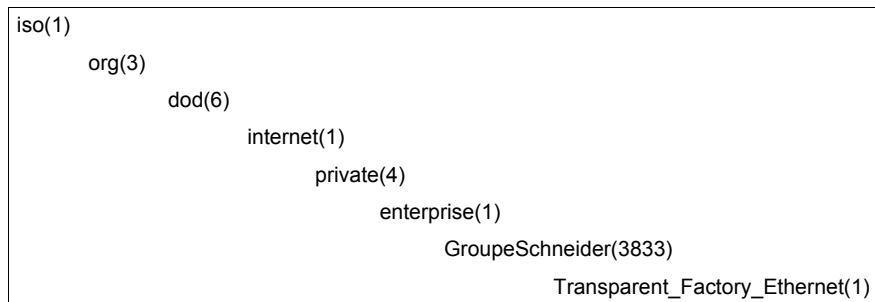 iso(1)
org(3)
dod(6)
internet(1)
private(4)
enterprise(1)
GroupeSchneider(3833)
Transparent_Factory_Ethernet(1)